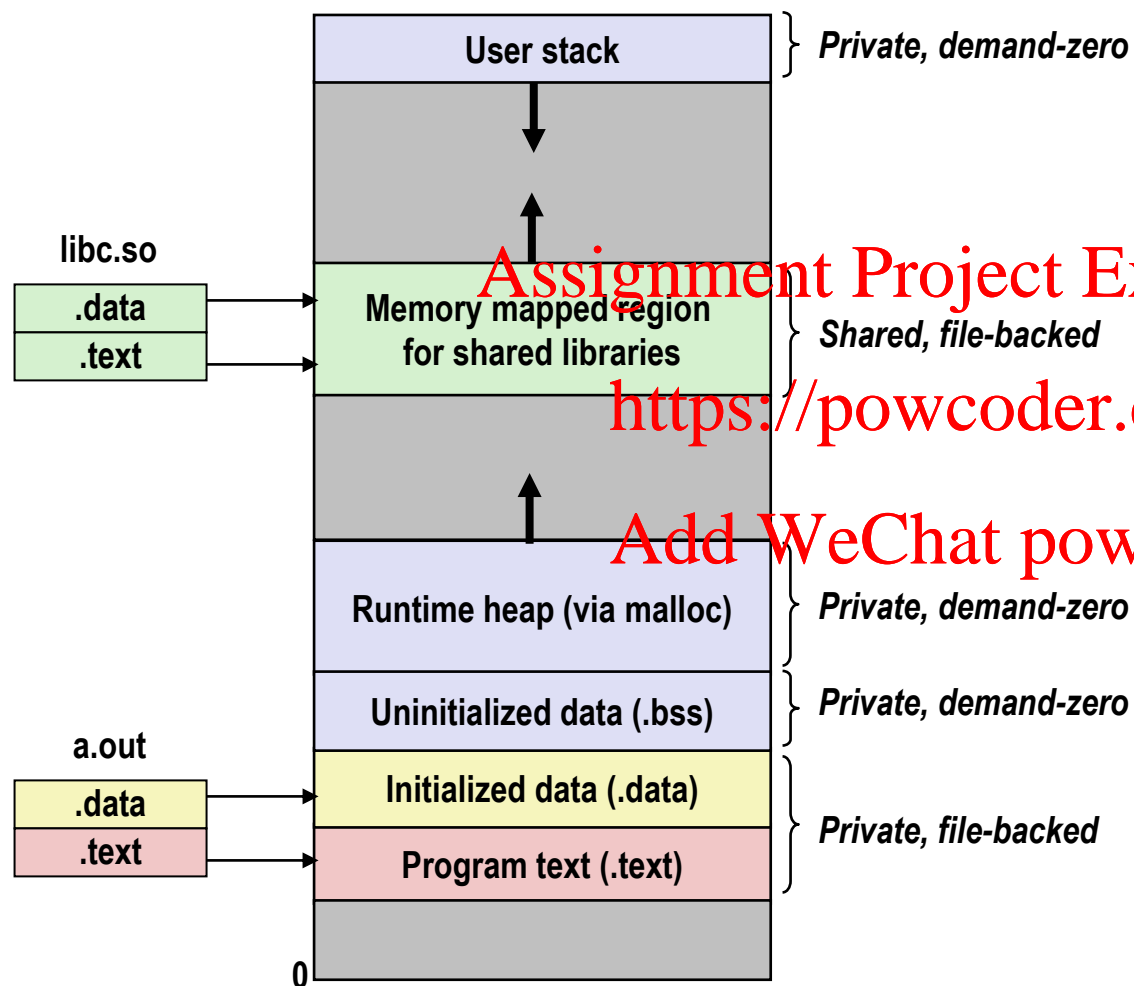 User stack
Private, demand-zero
libc.so
.data
.text
Memory mapped region
for shared libraries
Shared, file-backed
Assignment Project Ex
https://powcoder.
Add WeChat pow
Runtime heap (via malloc)
Private, demand-zero
Uninitialized data (.bss)
Private, demand-zero
a.out
.data
.text
Initialized data (.data)
Program text (.text)
Private, file-backed
0